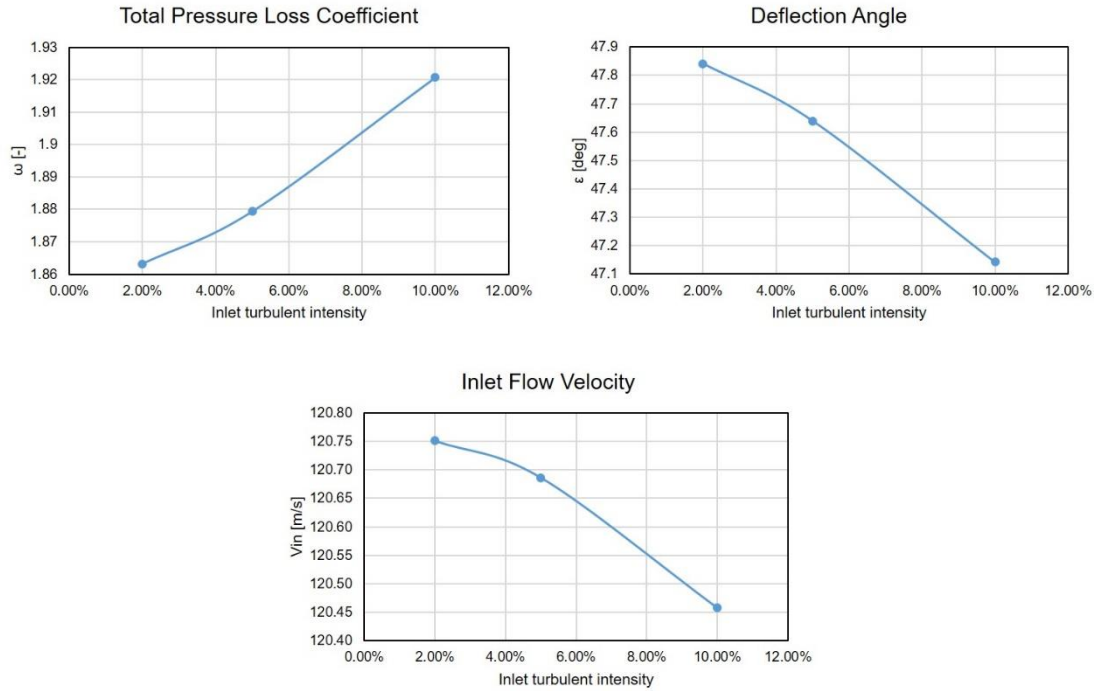 Total Pressure Loss Coefficient
1.93
1.92
1.91
1.9
1.89
1.88
1.87
1.86
ω [-]
0.00% 2.00% 4.00% 6.00% 8.00% 10.00% 12.00%
Inlet turbulent intensity
Deflection Angle
47.9
47.8
47.7
47.6
47.5
47.4
47.3
47.2
47.1
ε [deg]
0.00% 2.00% 4.00% 6.00% 8.00% 10.00% 12.00%
Inlet turbulent intensity
Inlet Flow Velocity
120.80
120.75
120.70
120.65
120.60
120.55
120.50
120.45
120.40
Vin [m/s]
0.00% 2.00% 4.00% 6.00% 8.00% 10.00% 12.00%
Inlet turbulent intensity